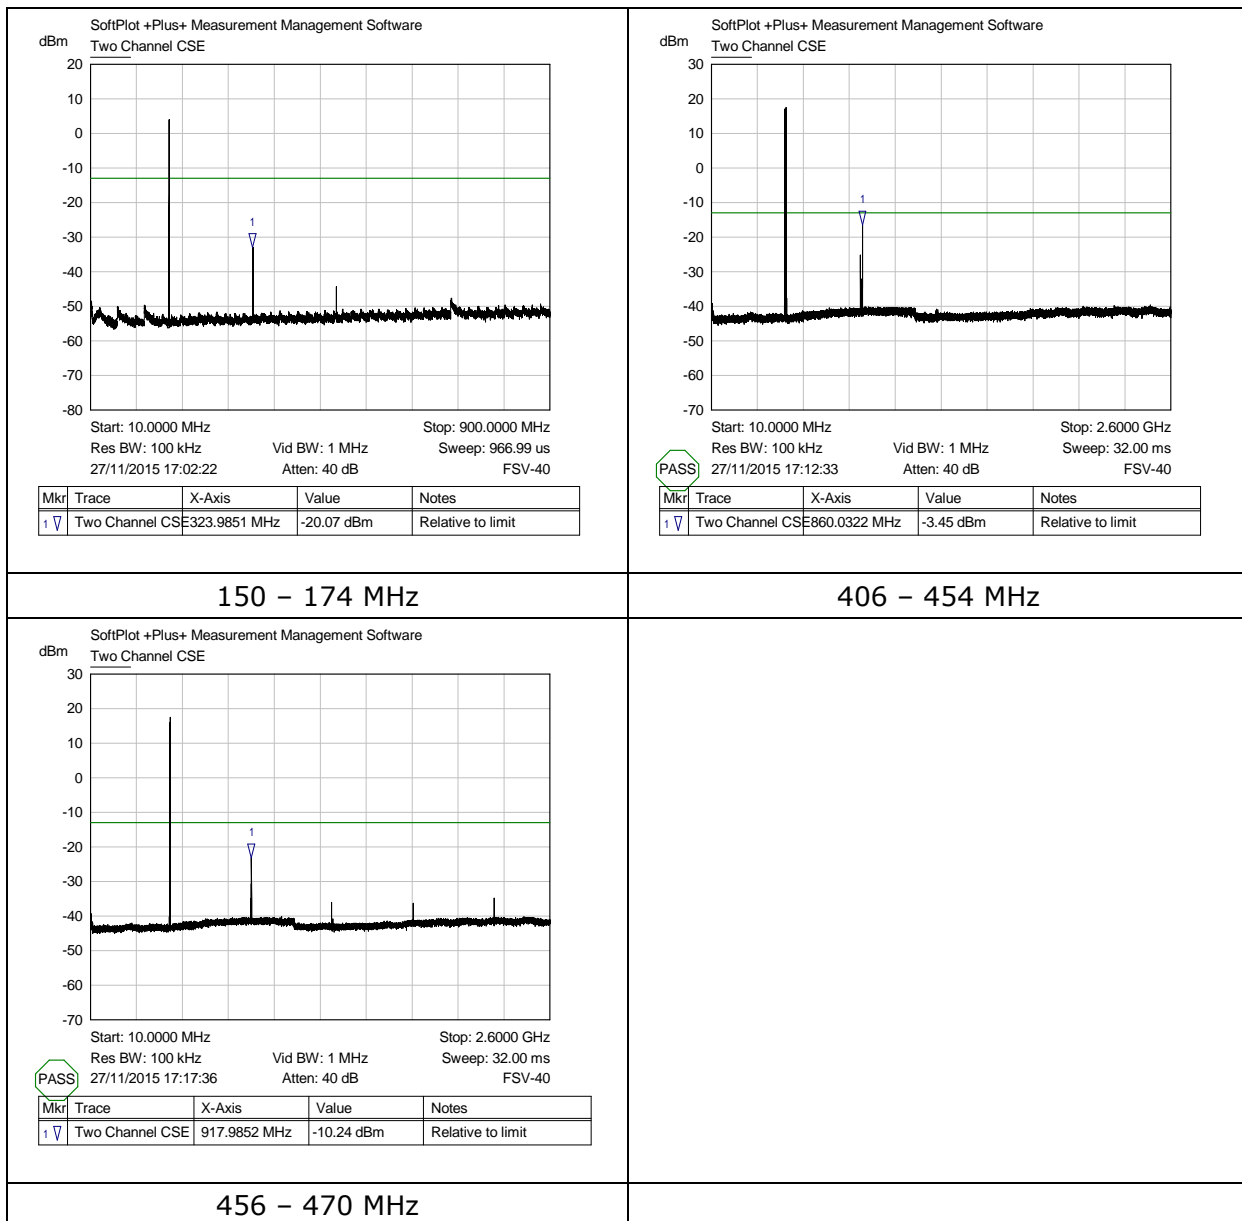 SoftPlot +Plus+ Measurement Management Software
dBm
Two Channel CSE
20
10
0
-10
-20
-30
-40
-50
-60
-70
-80
1
Start: 10.0000 MHz
Stop: 900.0000 MHz
Res BW: 100 kHz Vid BW: 1 MHz Sweep: 966.99 us
27/11/2015 17:02:22 Atten: 40 dB FSV-40
Mkr Trace X-Axis Value Notes
1 Two Channel CSE 323.9851 MHz -20.07 dBm Relative to limit
150 – 174 MHz
SoftPlot +Plus+ Measurement Management Software
dBm
Two Channel CSE
30
20
10
0
-10
-20
-30
-40
-50
-60
-70
1
Start: 10.0000 MHz
Stop: 2.6000 GHz
Res BW: 100 kHz Vid BW: 1 MHz Sweep: 32.00 ms
PASS 27/11/2015 17:12:33 Atten: 40 dB FSV-40
Mkr Trace X-Axis Value Notes
1 Two Channel CSE 860.0322 MHz -3.45 dBm Relative to limit
406 – 454 MHz
SoftPlot +Plus+ Measurement Management Software
dBm
Two Channel CSE
30
20
10
0
-10
-20
-30
-40
-50
-60
-70
1
Start: 10.0000 MHz
Stop: 2.6000 GHz
Res BW: 100 kHz Vid BW: 1 MHz Sweep: 32.00 ms
PASS 27/11/2015 17:17:36 Atten: 40 dB FSV-40
Mkr Trace X-Axis Value Notes
1 Two Channel CSE 917.9852 MHz -10.24 dBm Relative to limit
456 – 470 MHz